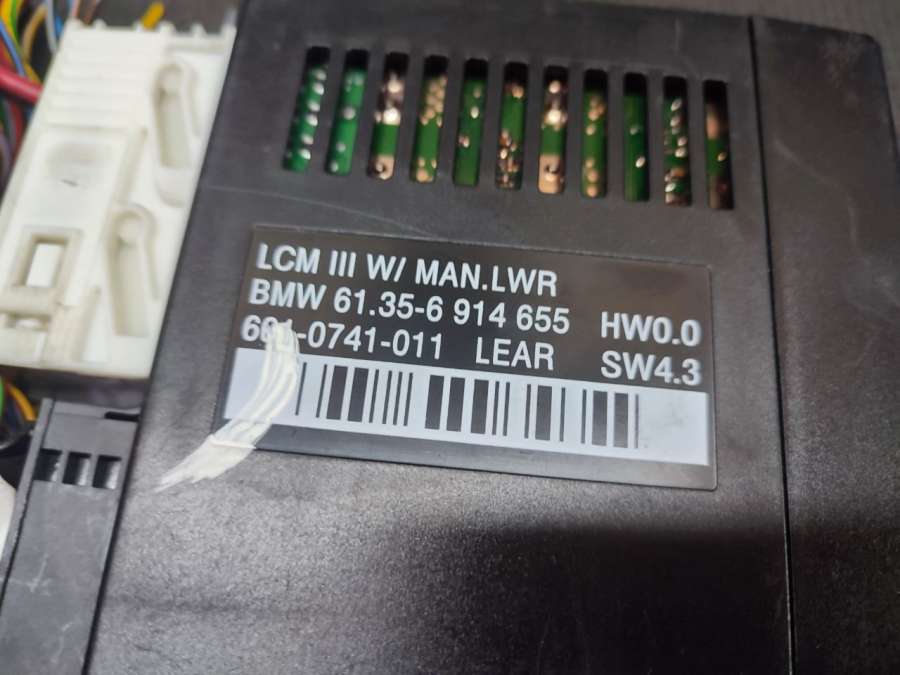 LCM III W/ MAN.LWR
BMW 61.35-6 914 655 HW0.0
601-0741-011 LEAR SW4.3